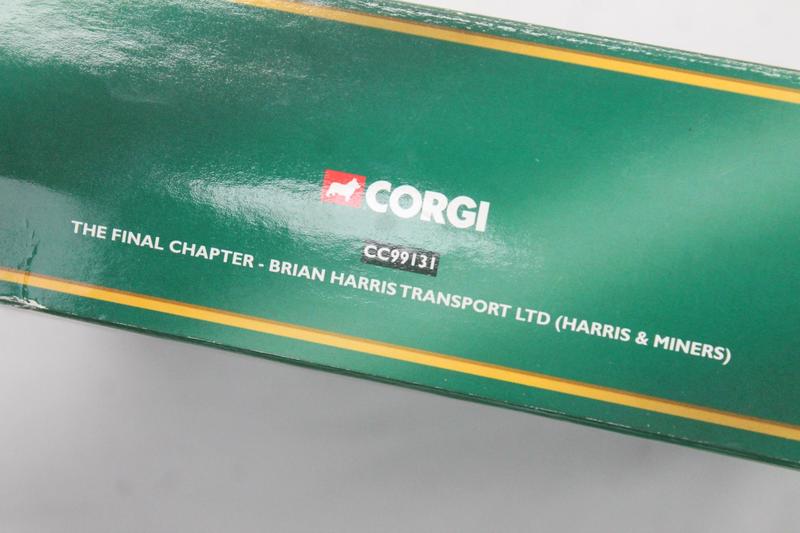 CORGI
CC99131
THE FINAL CHAPTER - BRIAN HARRIS TRANSPORT LTD (HARRIS & MINERS)